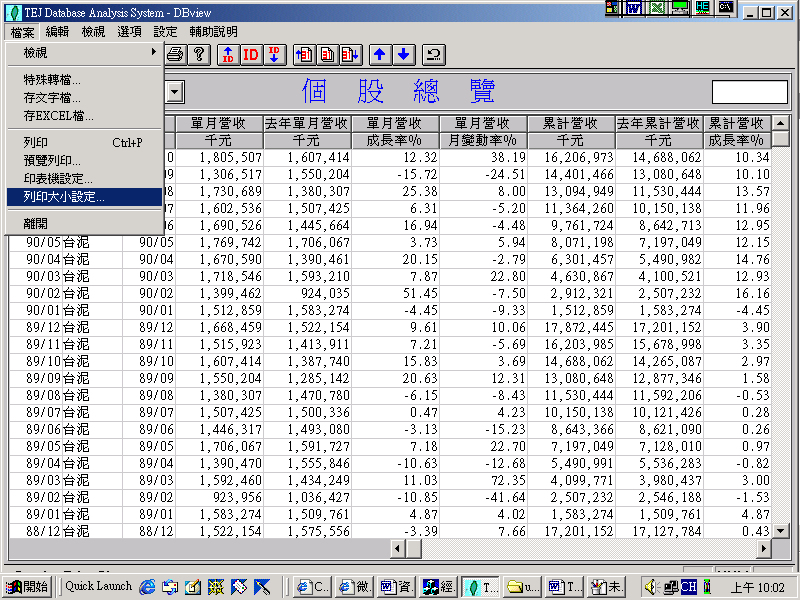 TEJ Database Analysis System - DBview
檔案 編輯 檢視 選項 設定 輔助說明
檢視
特殊轉檔...
存文字檔...
存EXCEL檔...
列印 Ctrl+P
預覽列印...
印表機設定...
列印大小設定...
離開
個 股 總 覽
單月營收 去年單月營收 單月營收 單月營收 累計營收 去年累計營收 累計營收
千元 千元 成長率% 月變動率% 千元 千元 成長率%
0 1,805,507 1,607,414 12.32 38.19 16,206,973 14,688,062 10.34
09 1,306,517 1,550,204 -15.72 -24.51 14,401,466 13,080,648 10.10
08 1,730,689 1,380,307 25.38 8.00 13,094,949 11,530,444 13.57
07 1,602,536 1,507,425 6.31 -5.20 11,364,260 10,150,138 11.96
06 1,690,526 1,445,664 16.94 -4.48 9,761,724 8,642,713 12.95
90/05台泥 90/05 1,769,742 1,706,067 3.73 5.94 8,071,198 7,197,049 12.15
90/04台泥 90/04 1,670,590 1,390,461 20.15 -2.79 6,301,457 5,490,982 14.76
90/03台泥 90/03 1,718,546 1,593,210 7.87 22.80 4,630,867 4,100,521 12.93
90/02台泥 90/02 1,399,462 924,035 51.45 -7.50 2,912,321 2,507,232 16.16
90/01台泥 90/01 1,512,859 1,583,274 -4.45 -9.33 1,512,859 1,583,274 -4.45
89/12台泥 89/12 1,668,459 1,522,154 9.61 10.06 17,872,445 17,201,152 3.90
89/11台泥 89/11 1,515,923 1,413,911 7.21 -5.69 16,203,985 15,678,998 3.35
89/10台泥 89/10 1,607,414 1,387,740 15.83 3.69 14,688,062 14,265,087 2.97
89/09台泥 89/09 1,550,204 1,285,142 20.63 12.31 13,080,648 12,877,346 1.58
89/08台泥 89/08 1,380,307 1,470,780 -6.15 -8.43 11,530,444 11,592,206 -0.53
89/07台泥 89/07 1,507,425 1,500,336 0.47 4.23 10,150,138 10,121,426 0.28
89/06台泥 89/06 1,446,317 1,493,080 -3.13 -15.23 8,643,366 8,621,090 0.26
89/05台泥 89/05 1,706,067 1,591,727 7.18 22.70 7,197,049 7,128,010 0.97
89/04台泥 89/04 1,390,470 1,555,846 -10.63 -12.68 5,490,991 5,536,283 -0.82
89/03台泥 89/03 1,592,460 1,434,249 11.03 72.35 4,099,771 3,980,437 3.00
89/02台泥 89/02 923,956 1,036,427 -10.85 -41.64 2,507,232 2,546,188 -1.53
89/01台泥 89/01 1,583,274 1,509,761 4.87 4.02 1,583,274 1,509,761 4.87
88/12台泥 88/12 1,522,154 1,575,556 -3.39 7.66 17,201,152 17,127,784 0.43
開始 Quick Launch C.. 微 資 經. T... u... T... 未. CH 上午 10:02